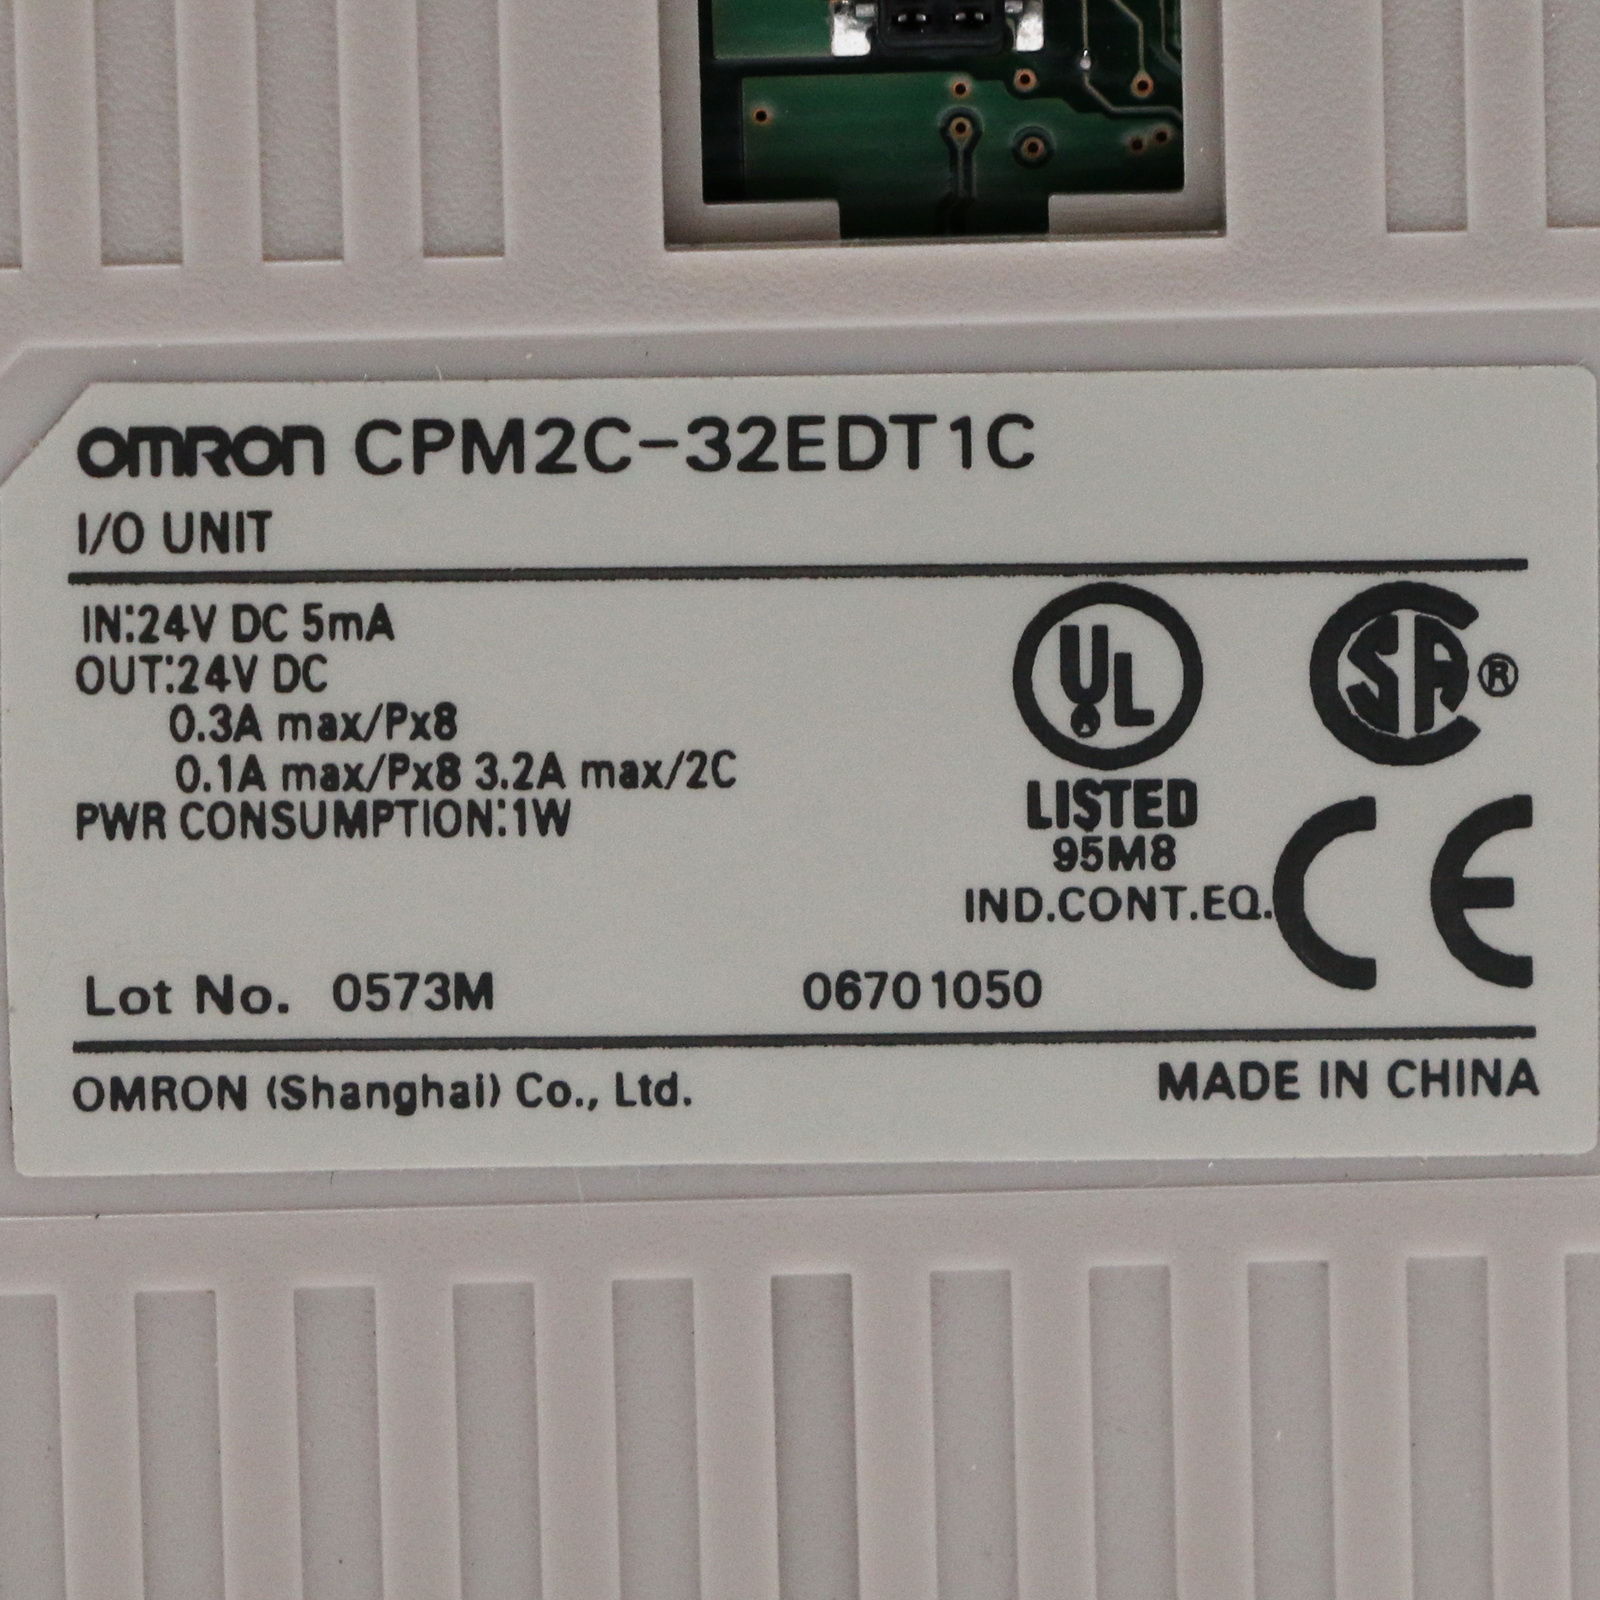 OMRON CPM2C-32EDT1C
I/O UNIT
IN:24V DC 5mA
OUT:24V DC
0.3A max/Px8
0.1A max/Px8 3.2A max/2C
PWR CONSUMPTION:1W
UL
LISTED
95M8
IND.CONT.EQ.
SA®
CE
Lot No. 0573M 06701050
OMRON (Shanghai) Co., Ltd. MADE IN CHINA